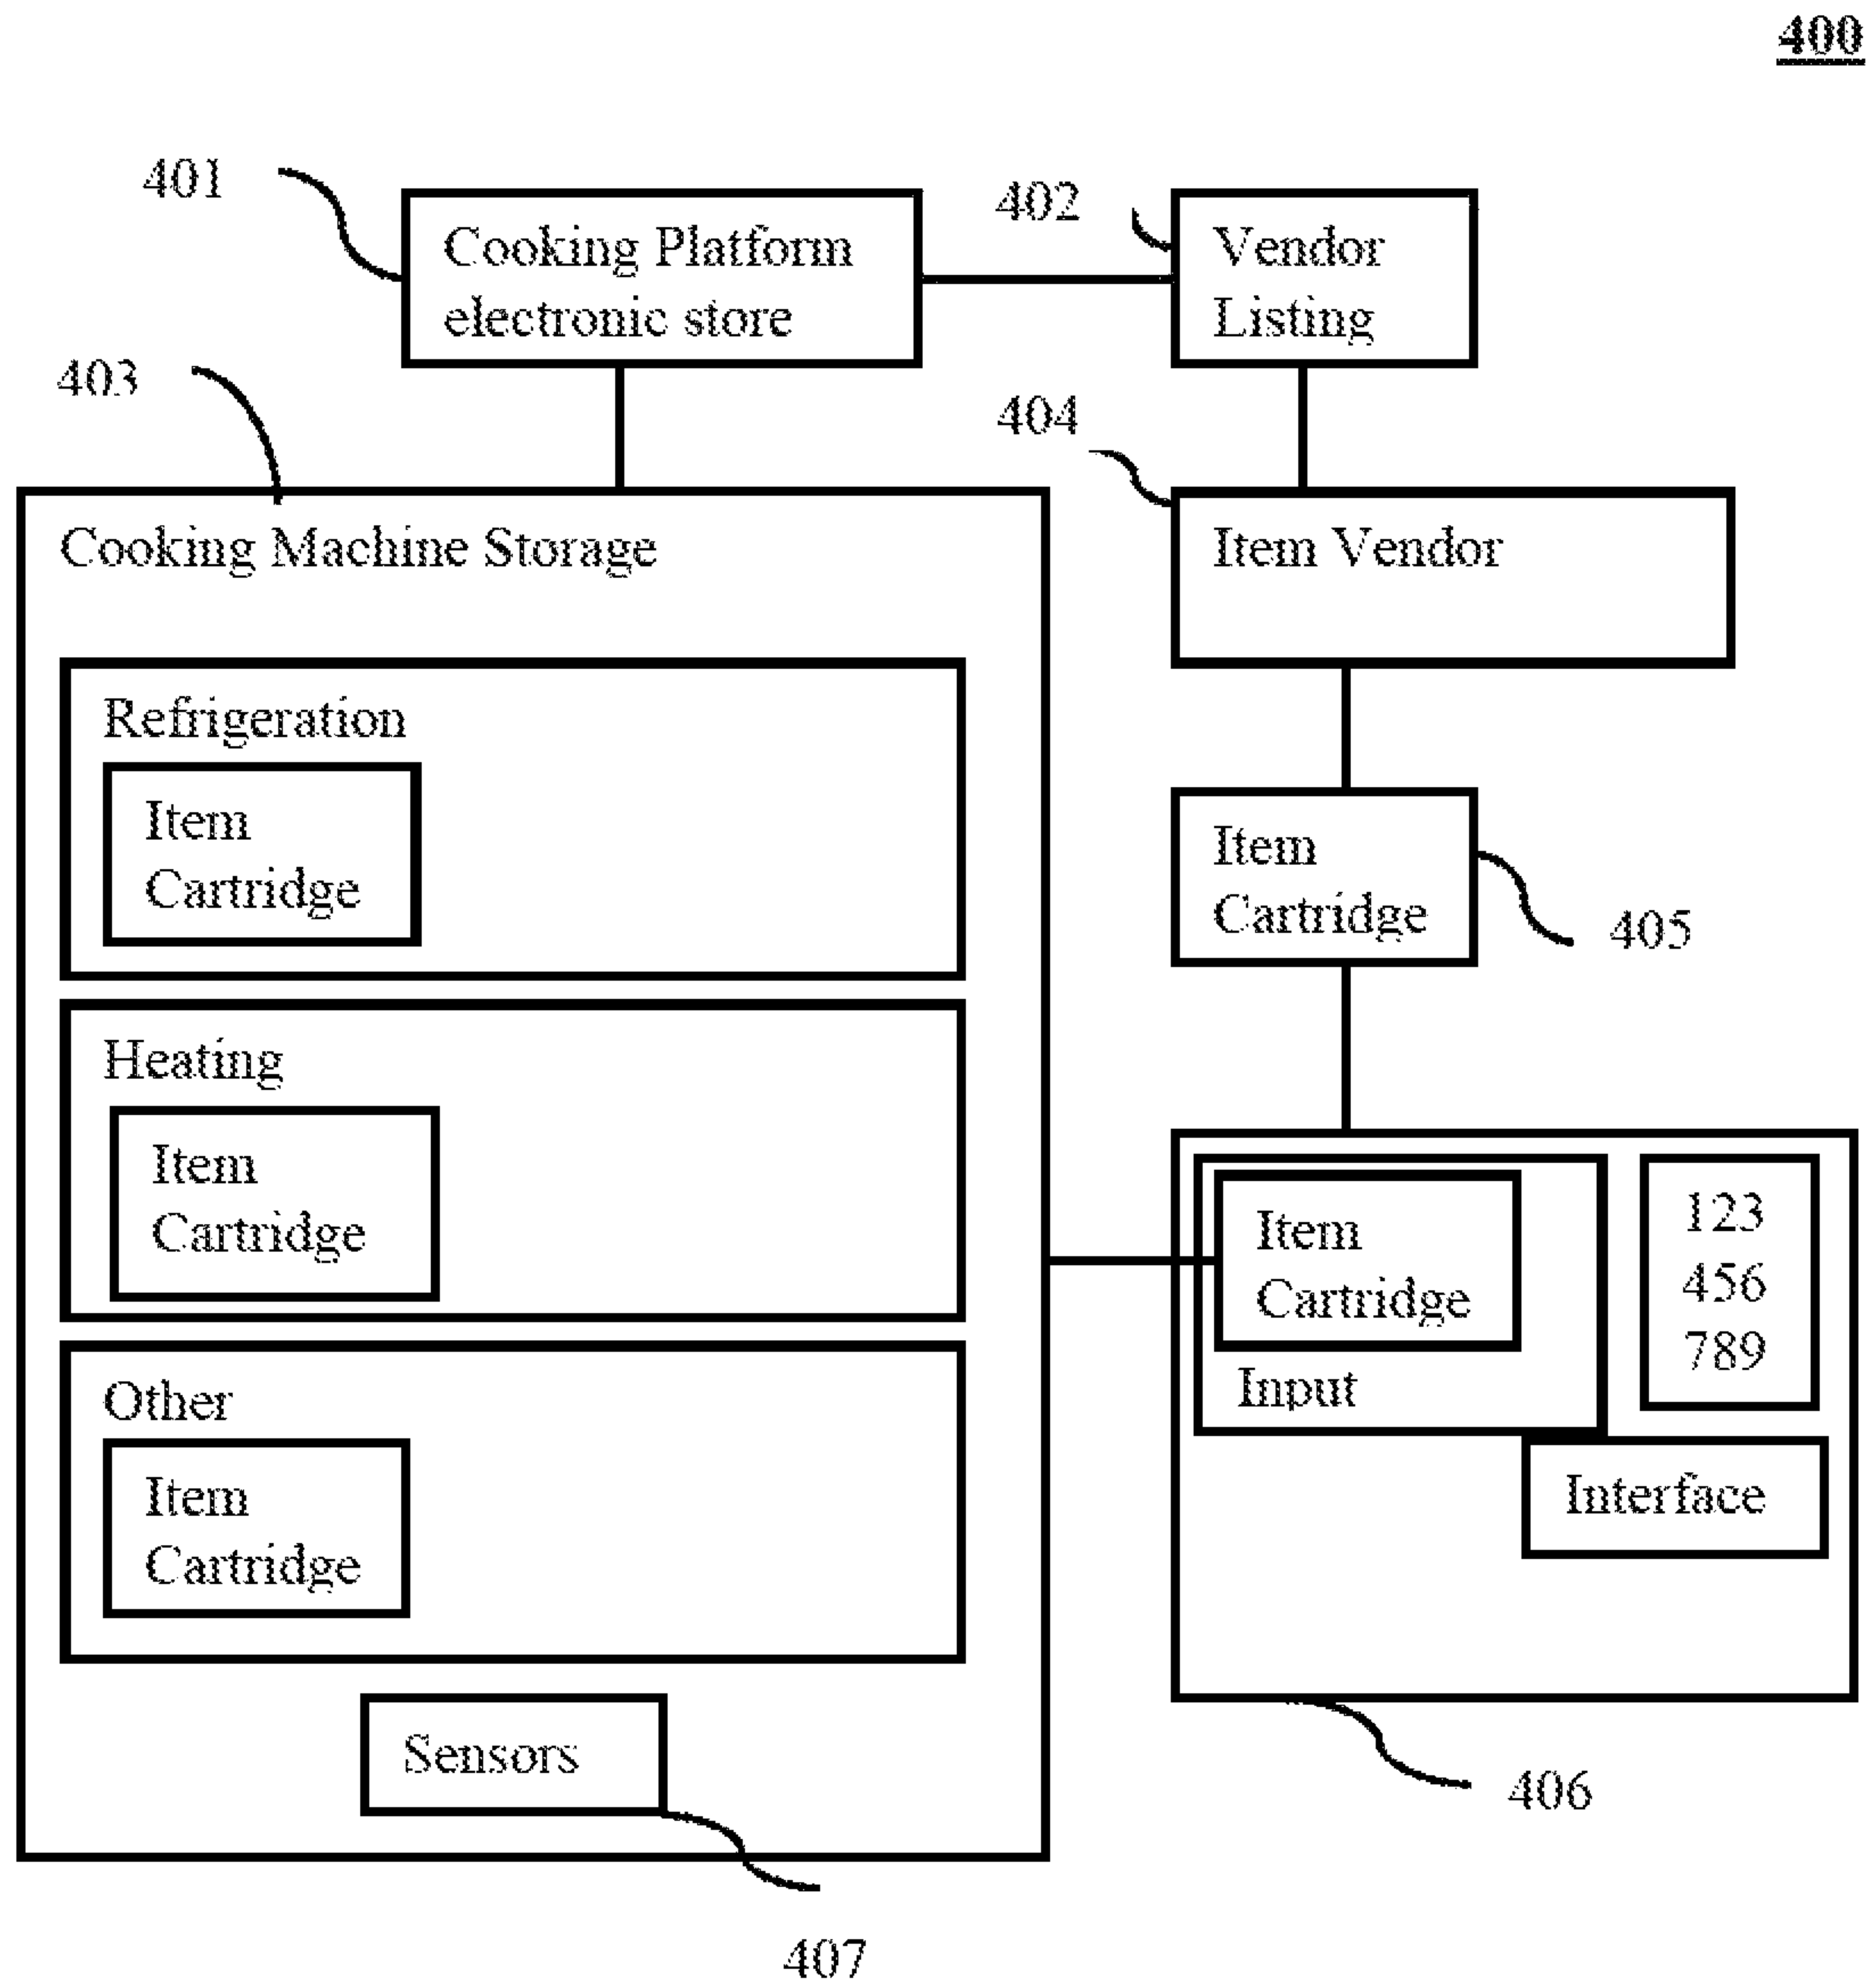 400
401
Cooking Platform
electronic store
402
Vendor
Listing
403
404
Cooking Machine Storage
Item Vendor
Refrigeration
Item
Cartridge
Item
Cartridge
405
Heating
Item
Cartridge
Item
Cartridge
Input
123
456
789
Interface
Other
Item
Cartridge
Sensors
406
407